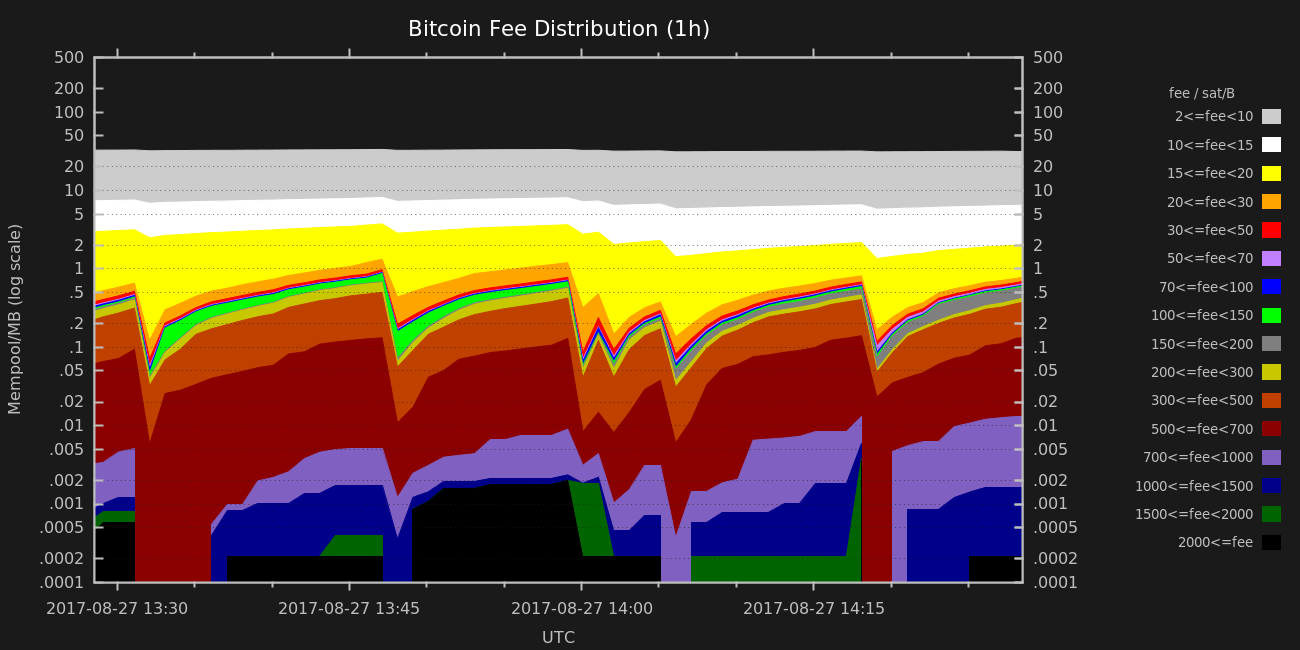 Bitcoin Fee Distribution (1h)
500 500
200 200
100 100
50 50
20 20
10 10
5 5
2 2
1 1
.5 .5
.2 .2
.1 .1
.05 .05
.02 .02
.01 .01
.005 .005
.002 .002
.001 .001
.0005 .0005
.0002 .0002
.0001 .0001
Mempool/MB (log scale)
2017-08-27 13:30 2017-08-27 13:45 2017-08-27 14:00 2017-08-27 14:15
UTC
fee / sat/B
2<=fee<10
10<=fee<15
15<=fee<20
20<=fee<30
30<=fee<50
50<=fee<70
70<=fee<100
100<=fee<150
150<=fee<200
200<=fee<300
300<=fee<500
500<=fee<700
700<=fee<1000
1000<=fee<1500
1500<=fee<2000
2000<=fee